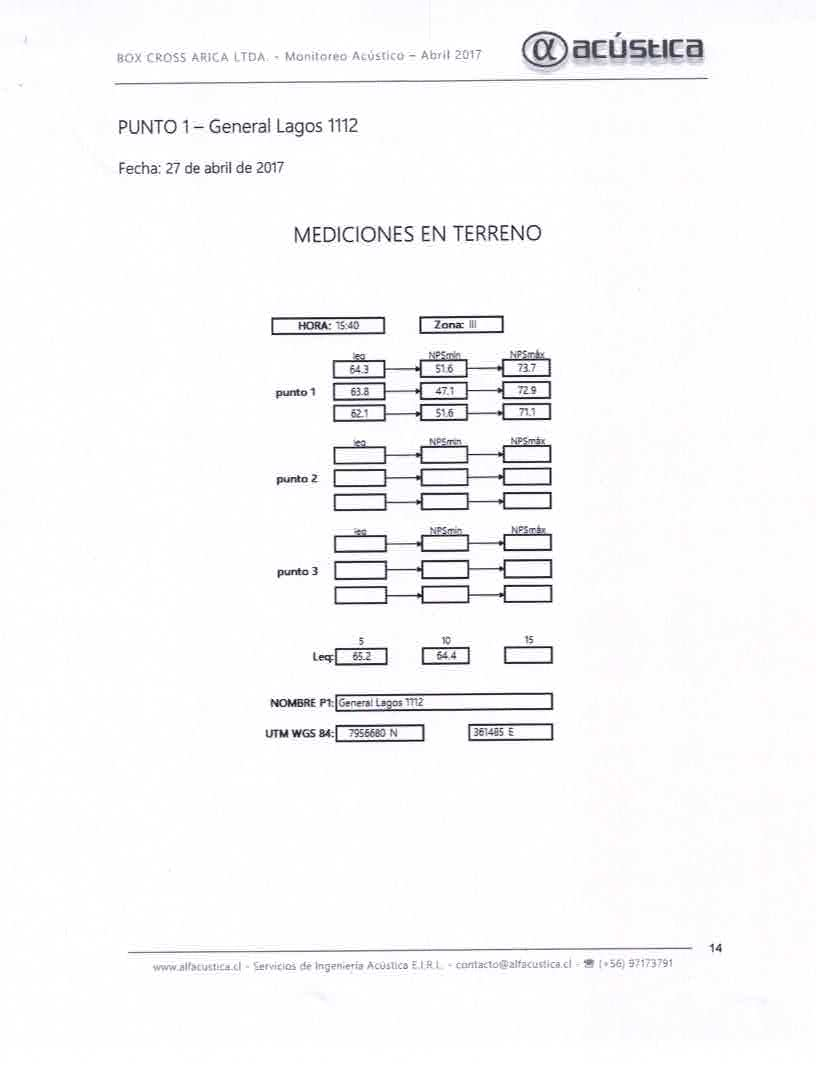 BOX CROSS ARICA LTDA. - Monitoreo Acústico – Abril 2017
α acústica
PUNTO 1 – General Lagos 1112
Fecha: 27 de abril de 2017
MEDICIONES EN TERRENO
HORA: 15:40 Zona: III
leq NPSmín NPSmáx
64.3 51.6 73.7
punto 1 63.8 47.1 72.9
62.1 51.6 71.1
leq NPSmín NPSmáx
punto 2
leq NPSmín NPSmáx
punto 3
5 10 15
Leq: 65.2 64.4
NOMBRE P1: General Lagos 1112
UTM WGS 84: 7956680 N 361485 E
14
www.alfacustica.cl - Servicios de Ingeniería Acústica E.I.R.L. - contacto@alfacustica.cl - ☎ (+56) 97173791